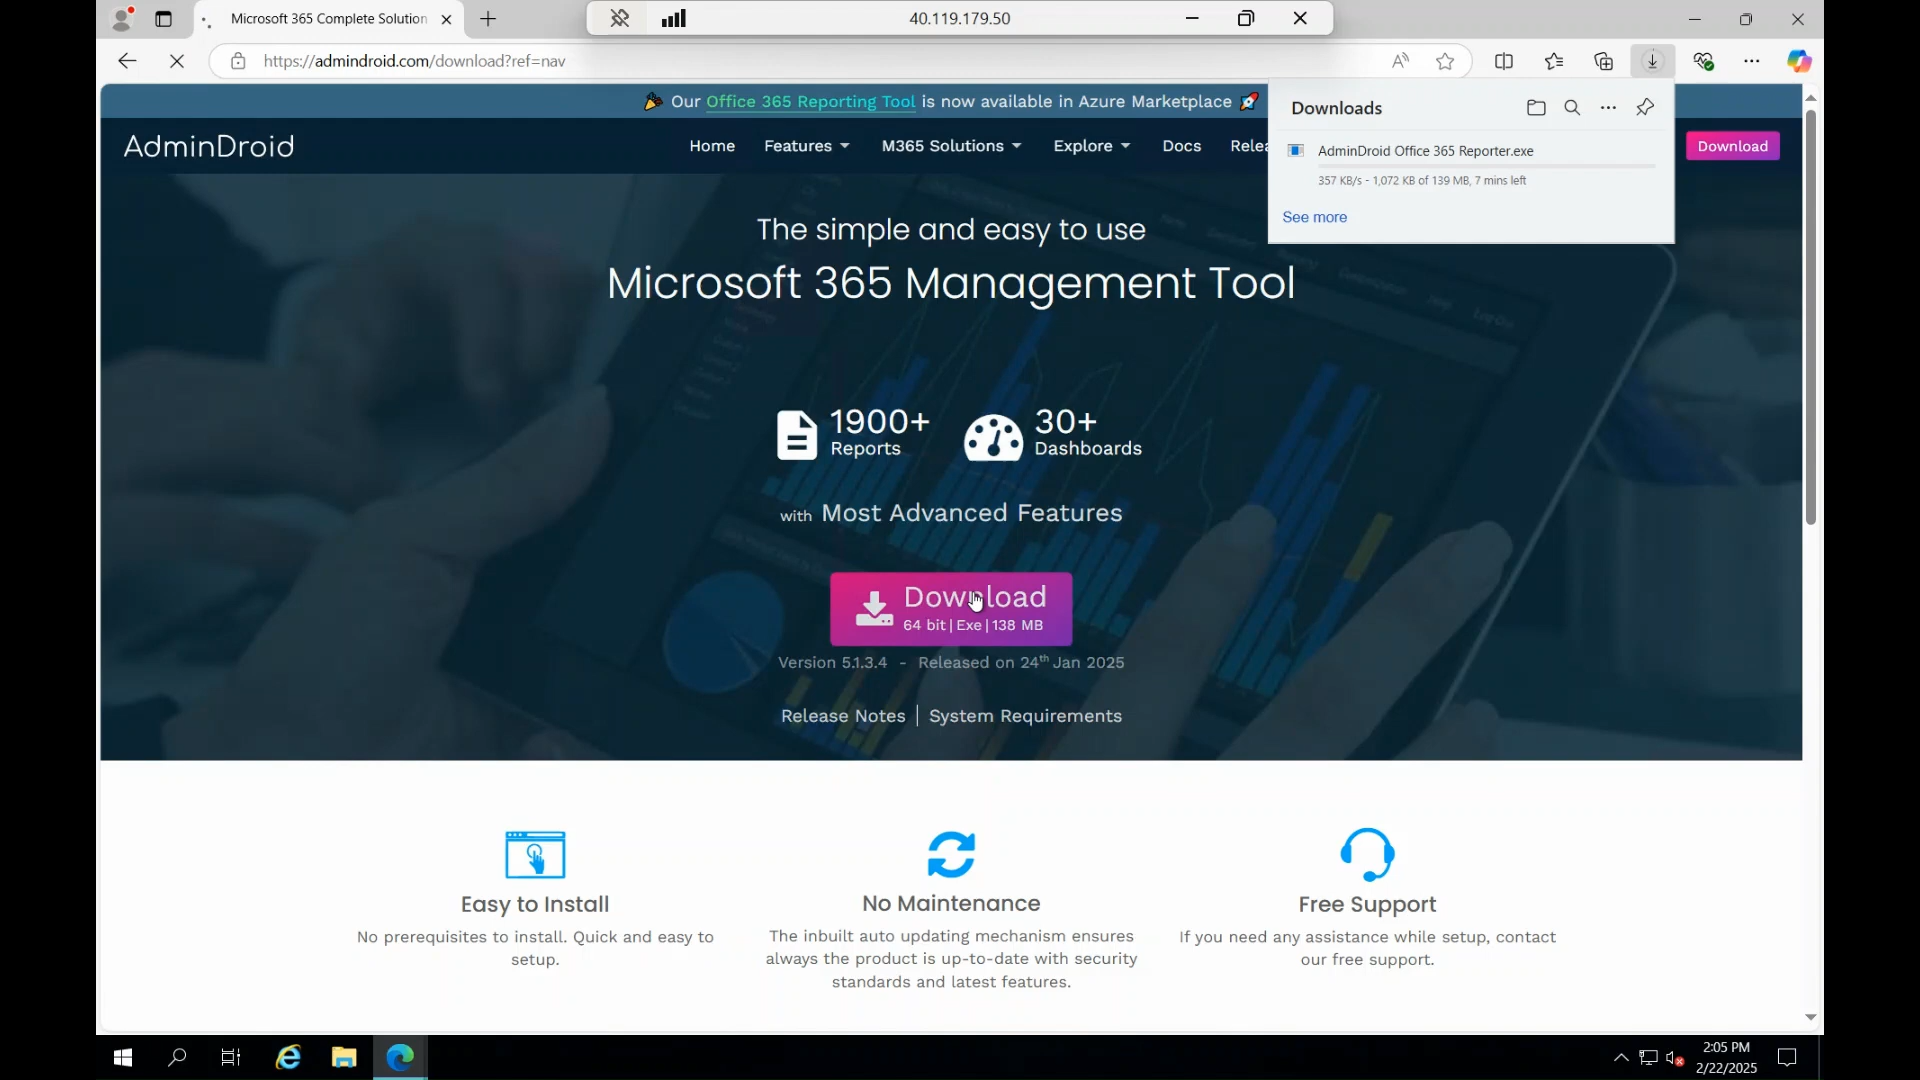 Microsoft 365 Complete Solution
40.119.179.50
https://admindroid.com/download?ref=nav
🎉 Our Office 365 Reporting Tool is now available in Azure Marketplace 🚀
Downloads
AdminDroid Office 365 Reporter.exe
357 KB/s - 1,072 KB of 139 MB, 7 mins left
See more
AdminDroid
Home
Features
M365 Solutions
Explore
Docs
Relea
Download
The simple and easy to use
Microsoft 365 Management Tool
1900+
Reports
30+
Dashboards
with Most Advanced Features
Download
64 bit | Exe | 138 MB
Version 5.1.3.4 - Released on 24th Jan 2025
Release Notes | System Requirements
Easy to Install
No prerequisites to install. Quick and easy to
setup.
No Maintenance
The inbuilt auto updating mechanism ensures
always the product is up-to-date with security
standards and latest features.
Free Support
If you need any assistance while setup, contact
our free support.
2:05 PM
2/22/2025